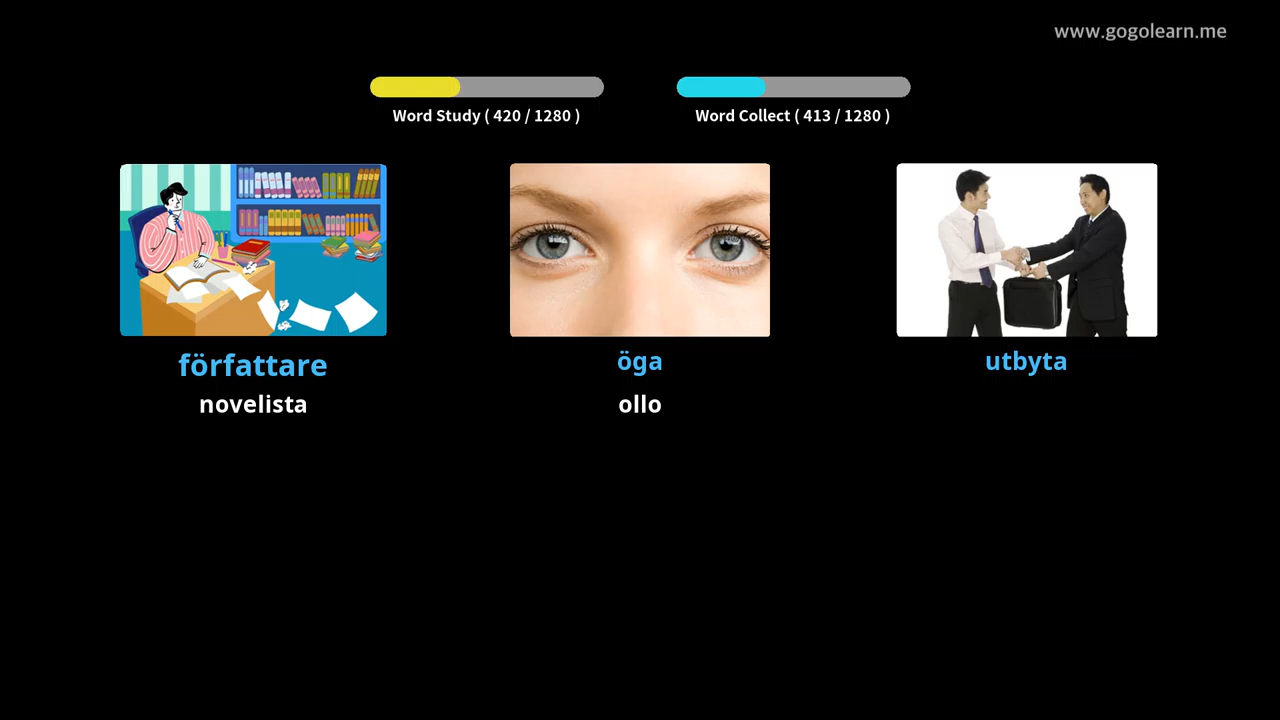 www.gogolearn.me
Word Study ( 420 / 1280 )
Word Collect ( 413 / 1280 )
författare
öga
utbyta
novelista
ollo